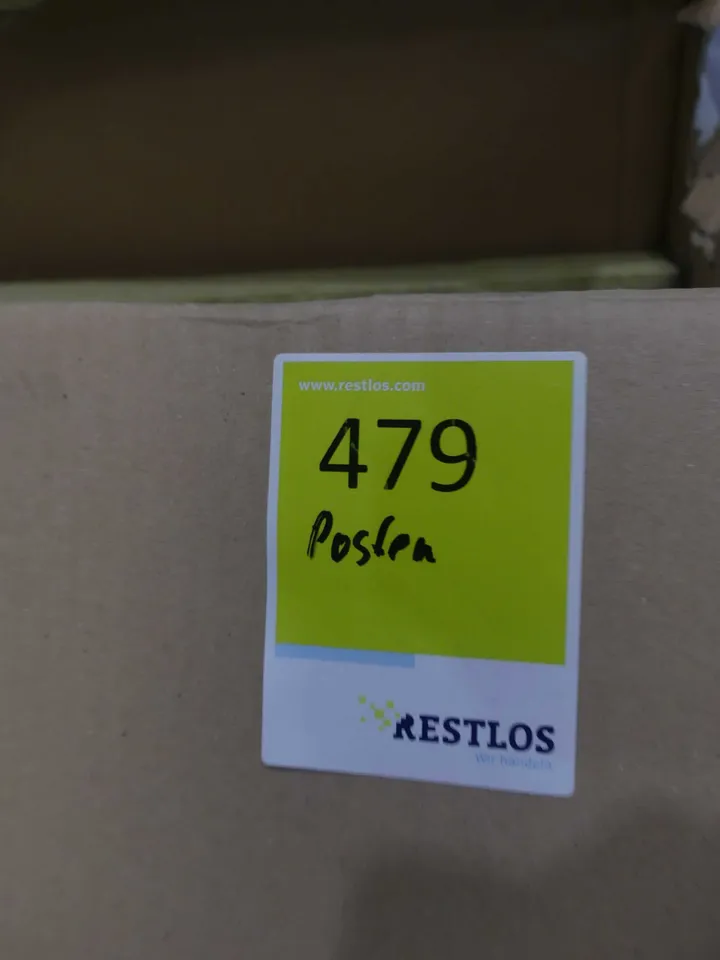 www.restlos.com
479
Posten
RESTLOS
Wir handeln.